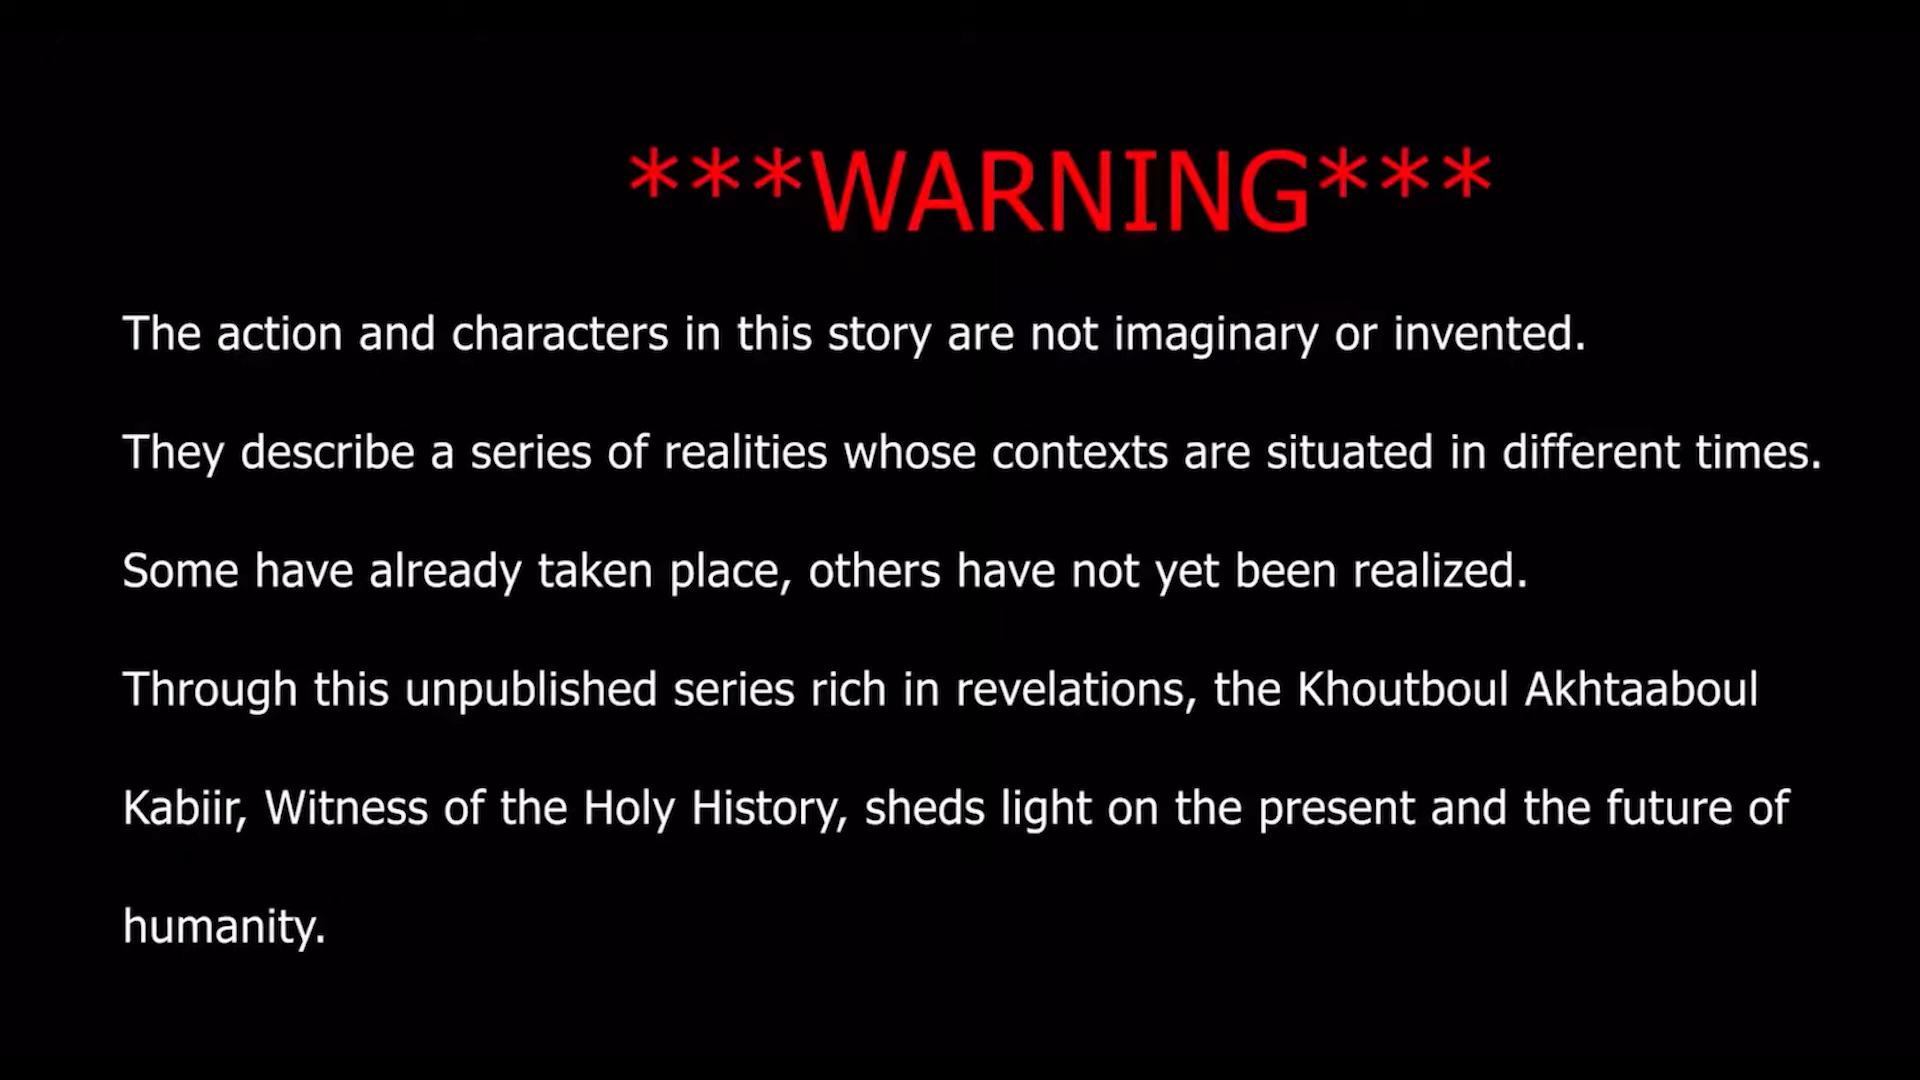 ***WARNING***
The action and characters in this story are not imaginary or invented.
They describe a series of realities whose contexts are situated in different times.
Some have already taken place, others have not yet been realized.
Through this unpublished series rich in revelations, the Khoutboul Akhtaaboul
Kabiir, Witness of the Holy History, sheds light on the present and the future of
humanity.